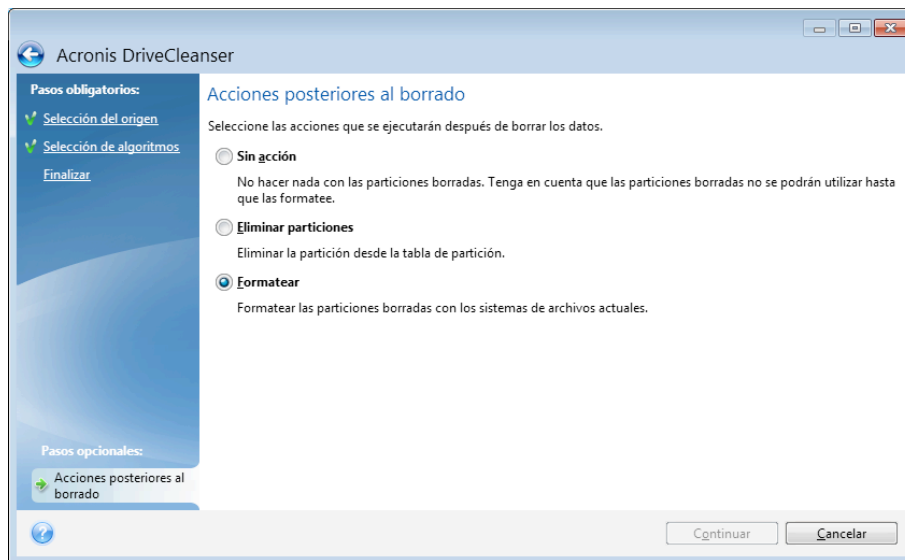 Acronis DriveCleanser
Pasos obligatorios:
Selección del origen
Selección de algoritmos
Finalizar
Acciones posteriores al borrado
Seleccione las acciones que se ejecutarán después de borrar los datos.
Sin acción
No hacer nada con las particiones borradas. Tenga en cuenta que las particiones borradas no se podrán utilizar hasta
que las formatee.
Eliminar particiones
Eliminar la partición desde la tabla de partición.
Formatear
Formatear las particiones borradas con los sistemas de archivos actuales.
Pasos opcionales:
Acciones posteriores al
borrado
Continuar
Cancelar